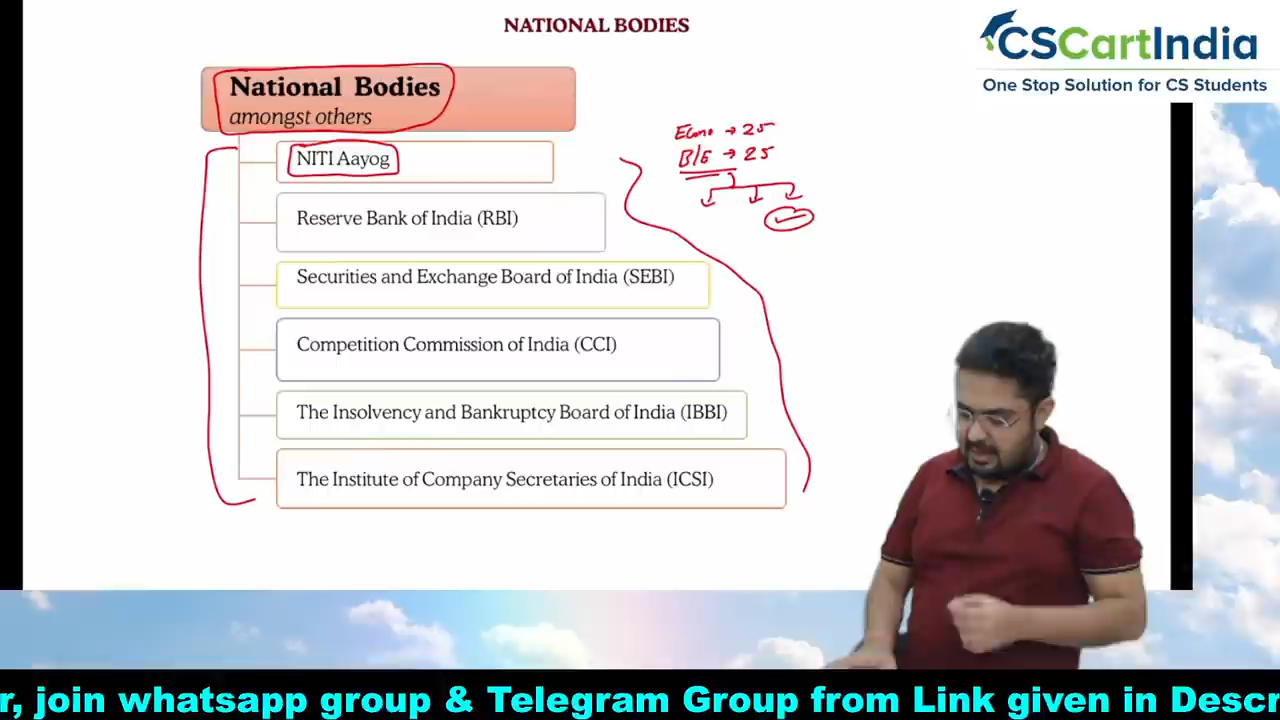 NATIONAL BODIES
CSCartIndia
One Stop Solution for CS Students
National Bodies
amongst others
Econo → 25
B/E → 25
NITI Aayog
Reserve Bank of India (RBI)
Securities and Exchange Board of India (SEBI)
Competition Commission of India (CCI)
The Insolvency and Bankruptcy Board of India (IBBI)
The Institute of Company Secretaries of India (ICSI)
r, join whatsapp group & Telegram Group from Link given in Descr